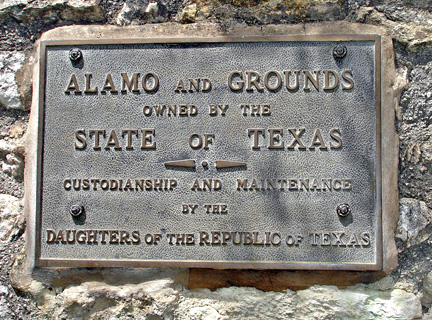 ALAMO AND GROUNDS
OWNED BY THE
STATE OF TEXAS
CUSTODIANSHIP AND MAINTENANCE
BY THE
DAUGHTERS OF THE REPUBLIC OF TEXAS